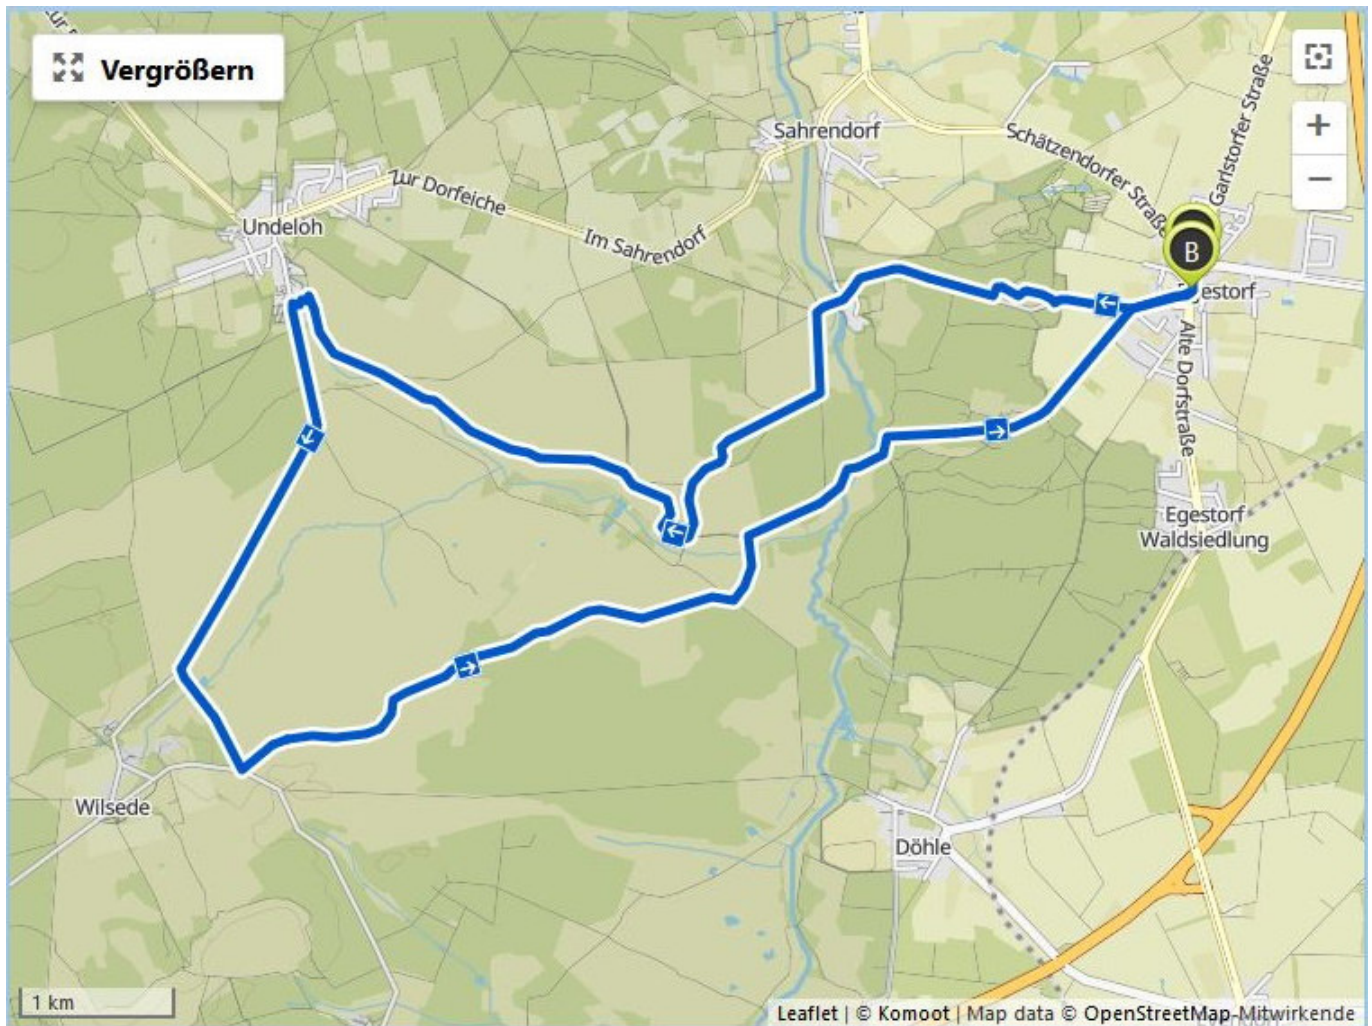 Vergrößern
Sahrendorf
Schätzendorfer Straße
Garlstorfer Straße
Zur Dorfeiche
Undeloh
Im Sahrendorf
B
Egestorf
Alte Dorfstraße
Egestorf
Waldsiedlung
Wilsede
Döhle
1 km
Leaflet | © Komoot | Map data © OpenStreetMap-Mitwirkende
+
−